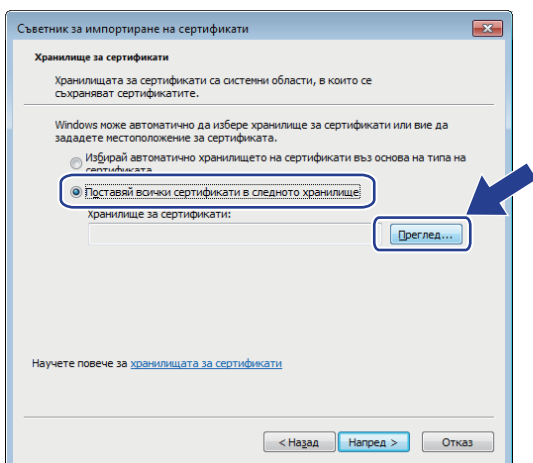 Съветник за импортиране на сертификати
Хранилище за сертификати
Хранилищата за сертификати са системни области, в които се
съхраняват сертификатите.
Windows може автоматично да избере хранилище за сертификати или вие да
зададете местоположение за сертификата.
Избирай автоматично хранилището на сертификати въз основа на типа на
сертификата
Поставяй всички сертификати в следното хранилище
Хранилище за сертификати:
Преглед...
Научете повече за хранилищата за сертификати
< Назад Напред > Отказ